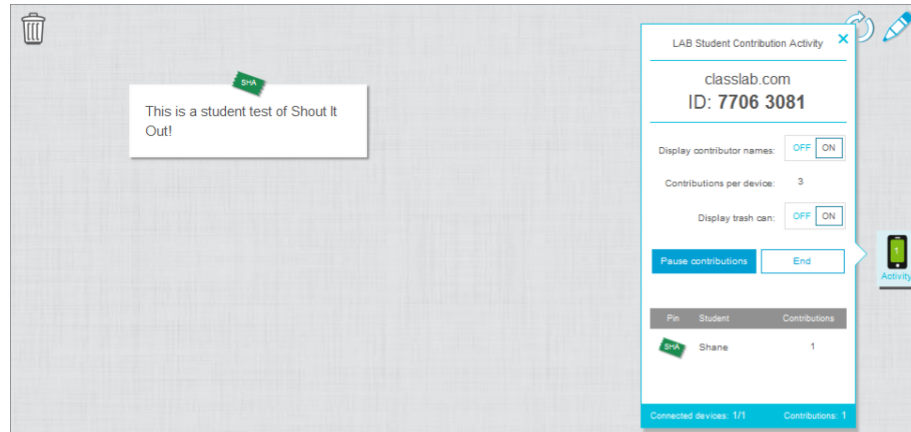 SHA
This is a student test of Shout It
Out!
LAB Student Contribution Activity
classlab.com
ID: 7706 3081
Display contributor names: OFF ON
Contributions per device: 3
Display trash can: OFF ON
Pause contributions End
Pin Student Contributions
SHA Shane 1
Connected devices: 1/1 Contributions: 1
1
Activity